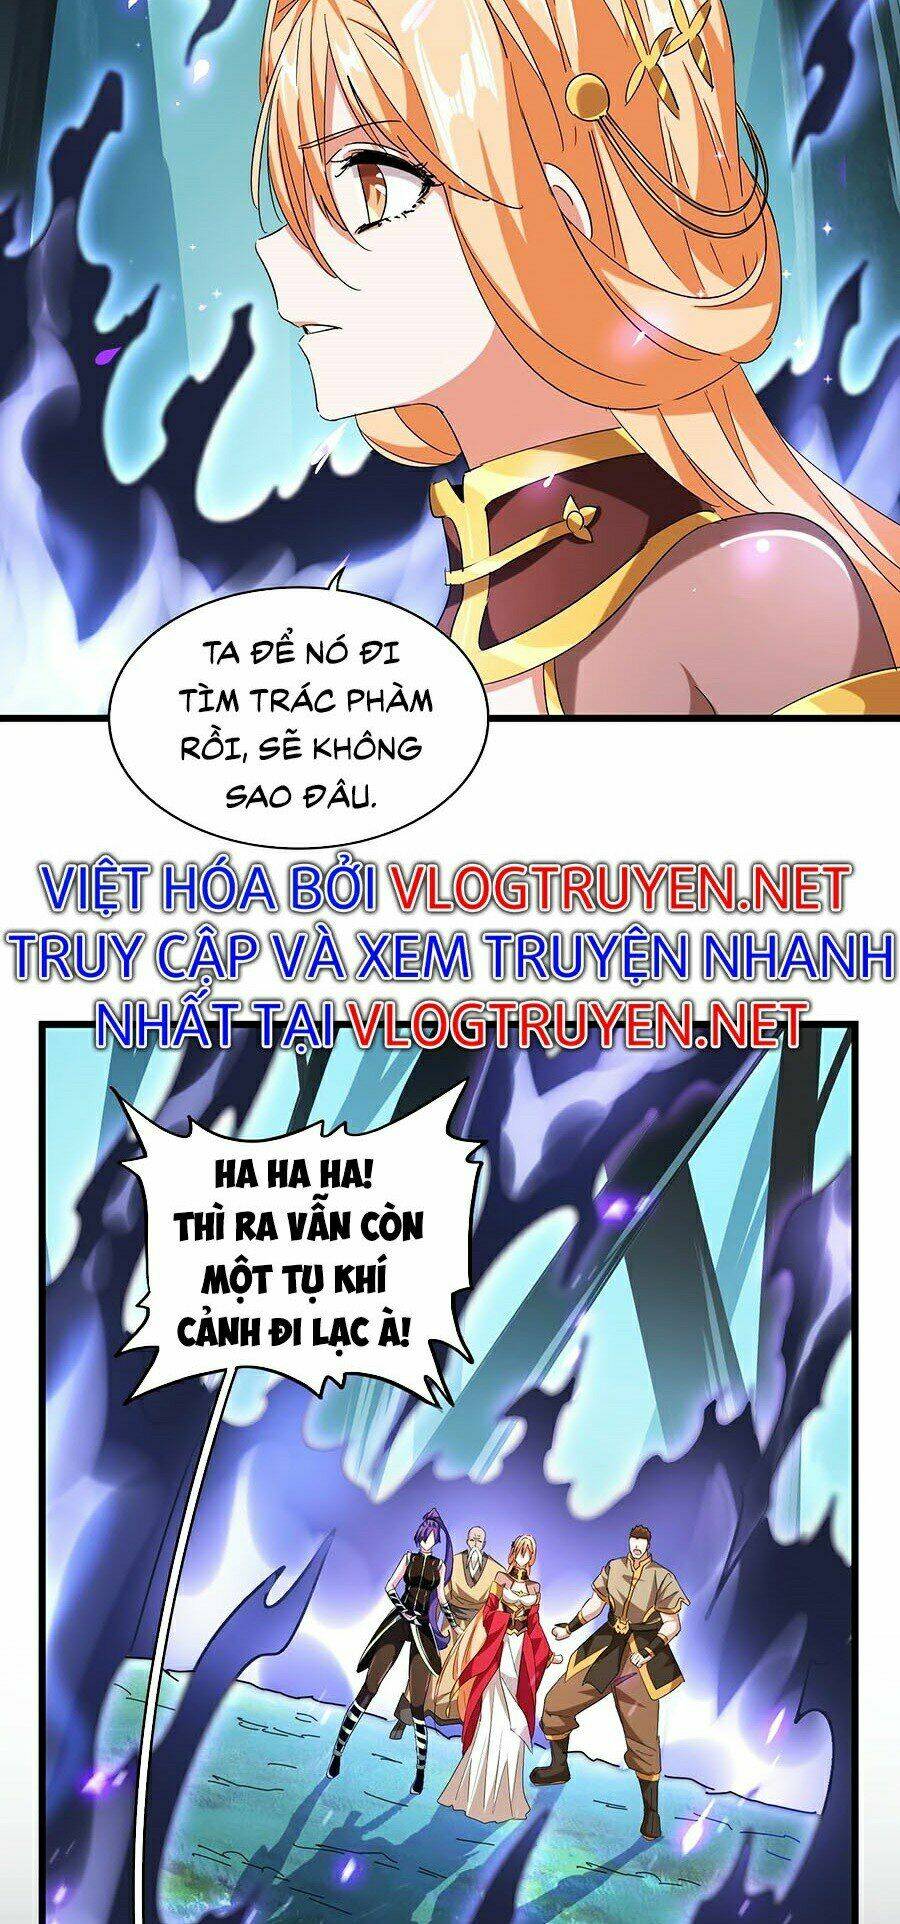 TA ĐỂ NÓ ĐI
TÌM TRÁC PHÀM
RỒI, SẼ KHÔNG
SAO ĐÂU.
VIỆT HÓA BỞI VLOGTRUYEN.NET
TRUY CẬP VÀ XEM TRUYỆN NHANH
NHẤT TẠI VLOGTRUYEN.NET
HA HA HA!
THÌ RA VẪN CÒN
MỘT TỤ KHÍ
CẢNH ĐI LẠC À!